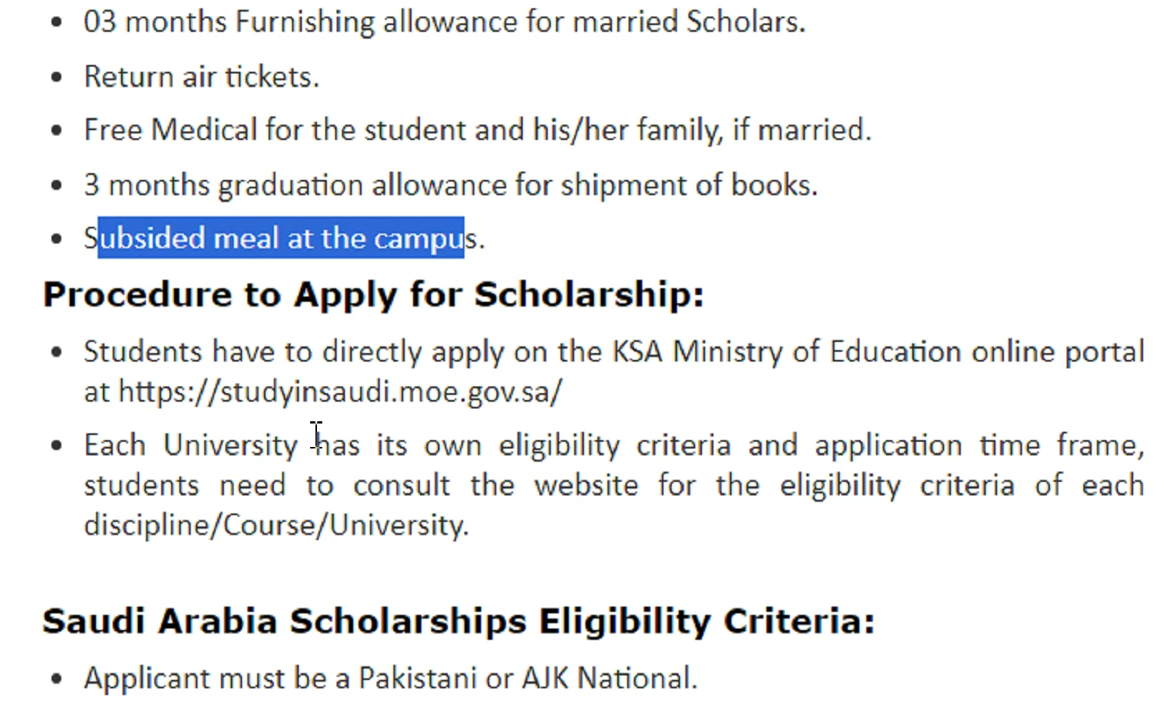 03 months Furnishing allowance for married Scholars.
Return air tickets.
Free Medical for the student and his/her family, if married.
3 months graduation allowance for shipment of books.
Subsided meal at the campus.
Procedure to Apply for Scholarship:
Students have to directly apply on the KSA Ministry of Education online portal
at https://studyinsaudi.moe.gov.sa/
Each University has its own eligibility criteria and application time frame,
students need to consult the website for the eligibility criteria of each
discipline/Course/University.
Saudi Arabia Scholarships Eligibility Criteria:
Applicant must be a Pakistani or AJK National.